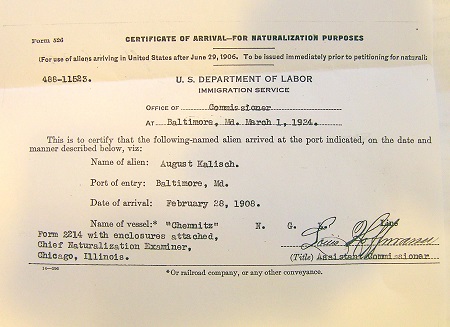 Form 526
CERTIFICATE OF ARRIVAL—FOR NATURALIZATION PURPOSES
(For use of aliens arriving in United States after June 29, 1906. To be issued immediately prior to petitioning for naturali
468-11523.
U. S. DEPARTMENT OF LABOR
IMMIGRATION SERVICE
OFFICE OF Commissioner
AT Baltimore, Md. March 1, 1924.
This is to certify that the following-named alien arrived at the port indicated, on the date and
manner described below, viz:
Name of alien: August Kalisch.
Port of entry: Baltimore, Md.
Date of arrival: February 28, 1908.
Name of vessel:* "Chemnitz" N. G. L. Line
Form 2214 with enclosures attached,
Chief Naturalization Examiner,
Chicago, Illinois.
Louis Hoffmann
(Title) Assistant Commissioner
*Or railroad company, or any other conveyance.